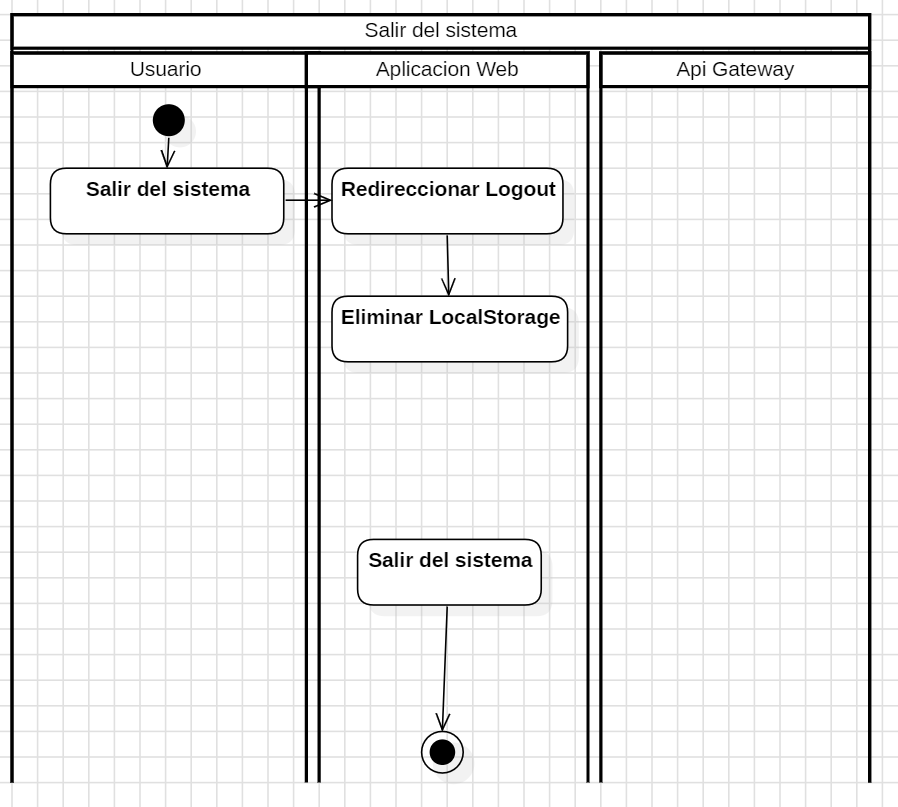 Salir del sistema
Usuario
Aplicacion Web
Api Gateway
Salir del sistema
Redireccionar Logout
Eliminar LocalStorage
Salir del sistema